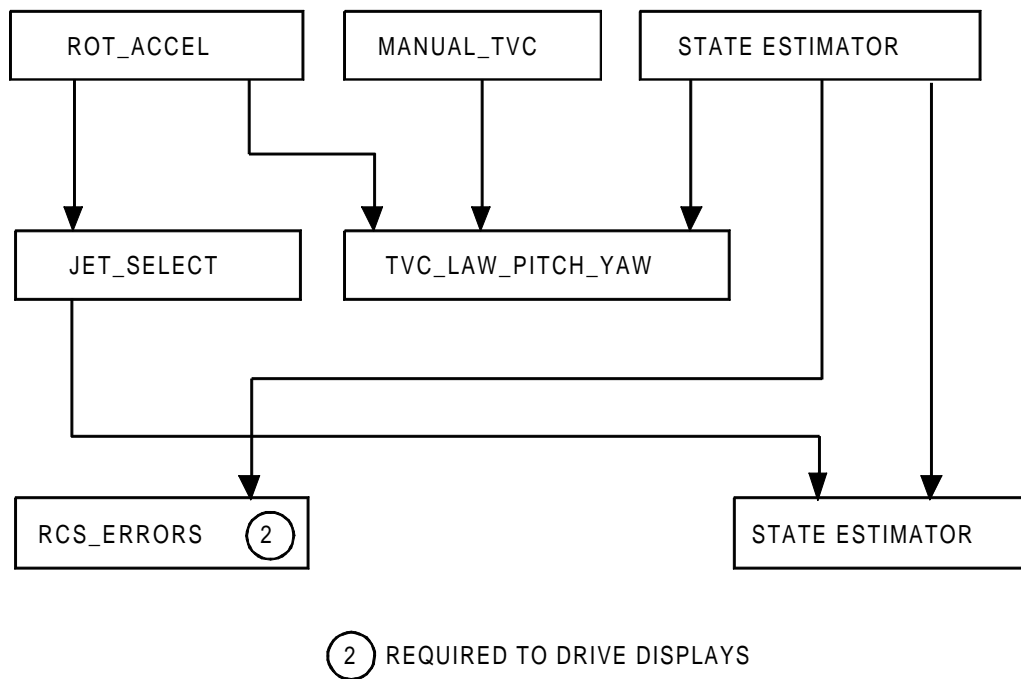 ROT_ACCEL
MANUAL_TVC
STATE ESTIMATOR
JET_SELECT
TVC_LAW_PITCH_YAW
RCS_ERRORS 2
STATE ESTIMATOR
2 REQUIRED TO DRIVE DISPLAYS